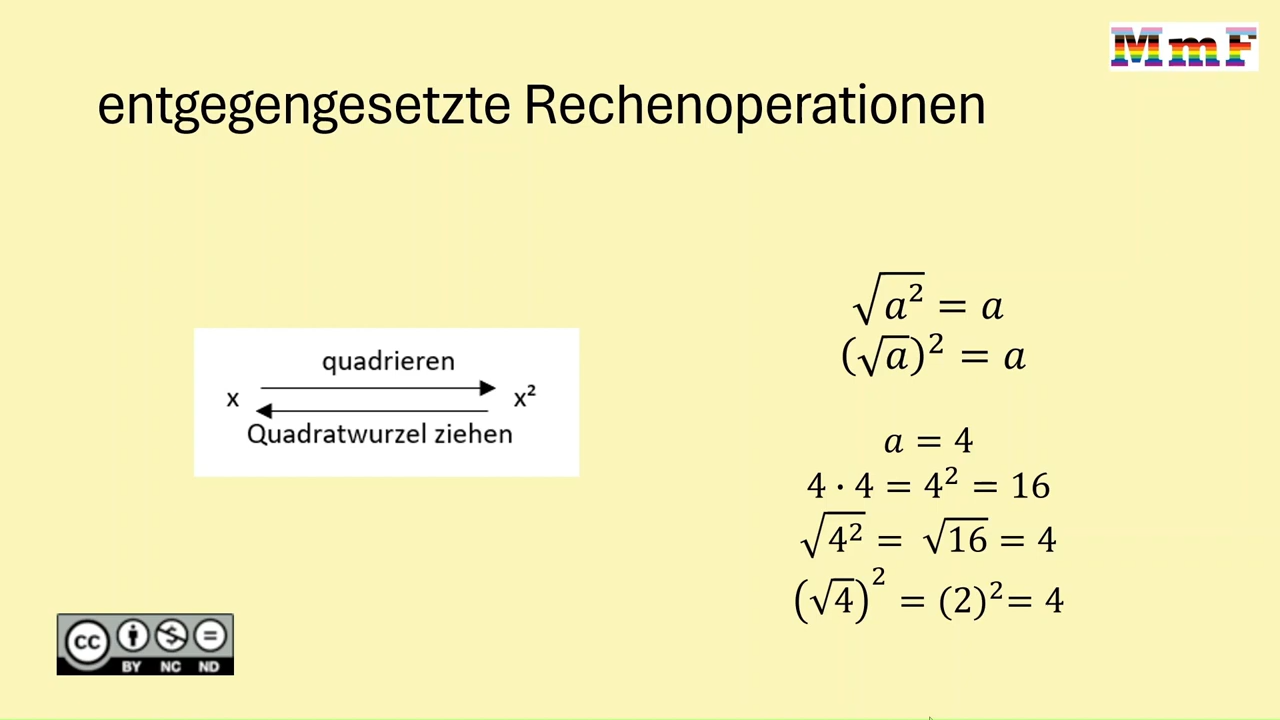 MmF
entgegengesetzte Rechenoperationen
quadrieren
x x²
Quadratwurzel ziehen
√a² = a
(√a)² = a
a = 4
4 · 4 = 4² = 16
√4² = √16 = 4
(√4)² = (2)²= 4
cc
BY NC ND